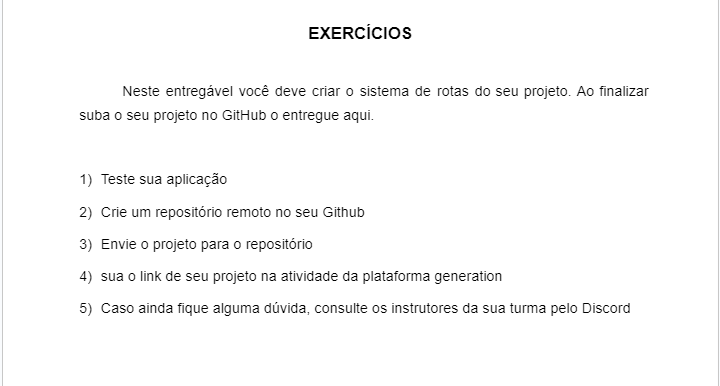 EXERCÍCIOS
Neste entregável você deve criar o sistema de rotas do seu projeto. Ao finalizar
suba o seu projeto no GitHub o entregue aqui.
1) Teste sua aplicação
2) Crie um repositório remoto no seu Github
3) Envie o projeto para o repositório
4) sua o link de seu projeto na atividade da plataforma generation
5) Caso ainda fique alguma dúvida, consulte os instrutores da sua turma pelo Discord